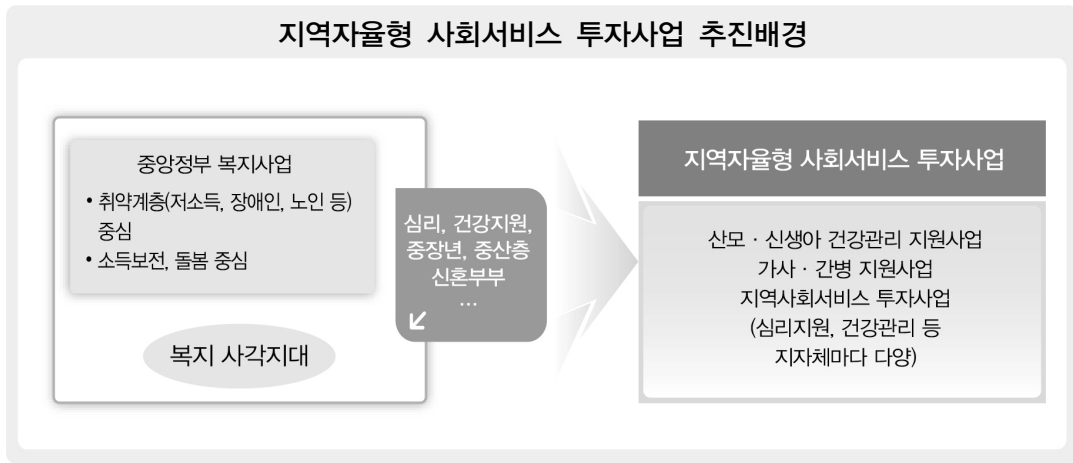 지역자율형 사회서비스 투자사업 추진배경
중앙정부 복지사업
• 취약계층(저소득, 장애인, 노인 등)
중심
• 소득보전, 돌봄 중심
복지 사각지대
심리, 건강지원,
중장년, 중산층
신혼부부
…
지역자율형 사회서비스 투자사업
산모 · 신생아 건강관리 지원사업
가사 · 간병 지원사업
지역사회서비스 투자사업
(심리지원, 건강관리 등
지자체마다 다양)